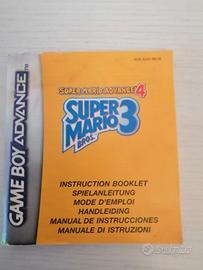 GAME BOY ADVANCE
SUPER MARIO ADVANCE 4
SUPER
MARIO 3
BROS.
INSTRUCTION BOOKLET
SPIELANLEITUNG
MODE D'EMPLOI
HANDLEIDING
MANUAL DE INSTRUCCIONES
MANUALE DI ISTRUZIONI
subito